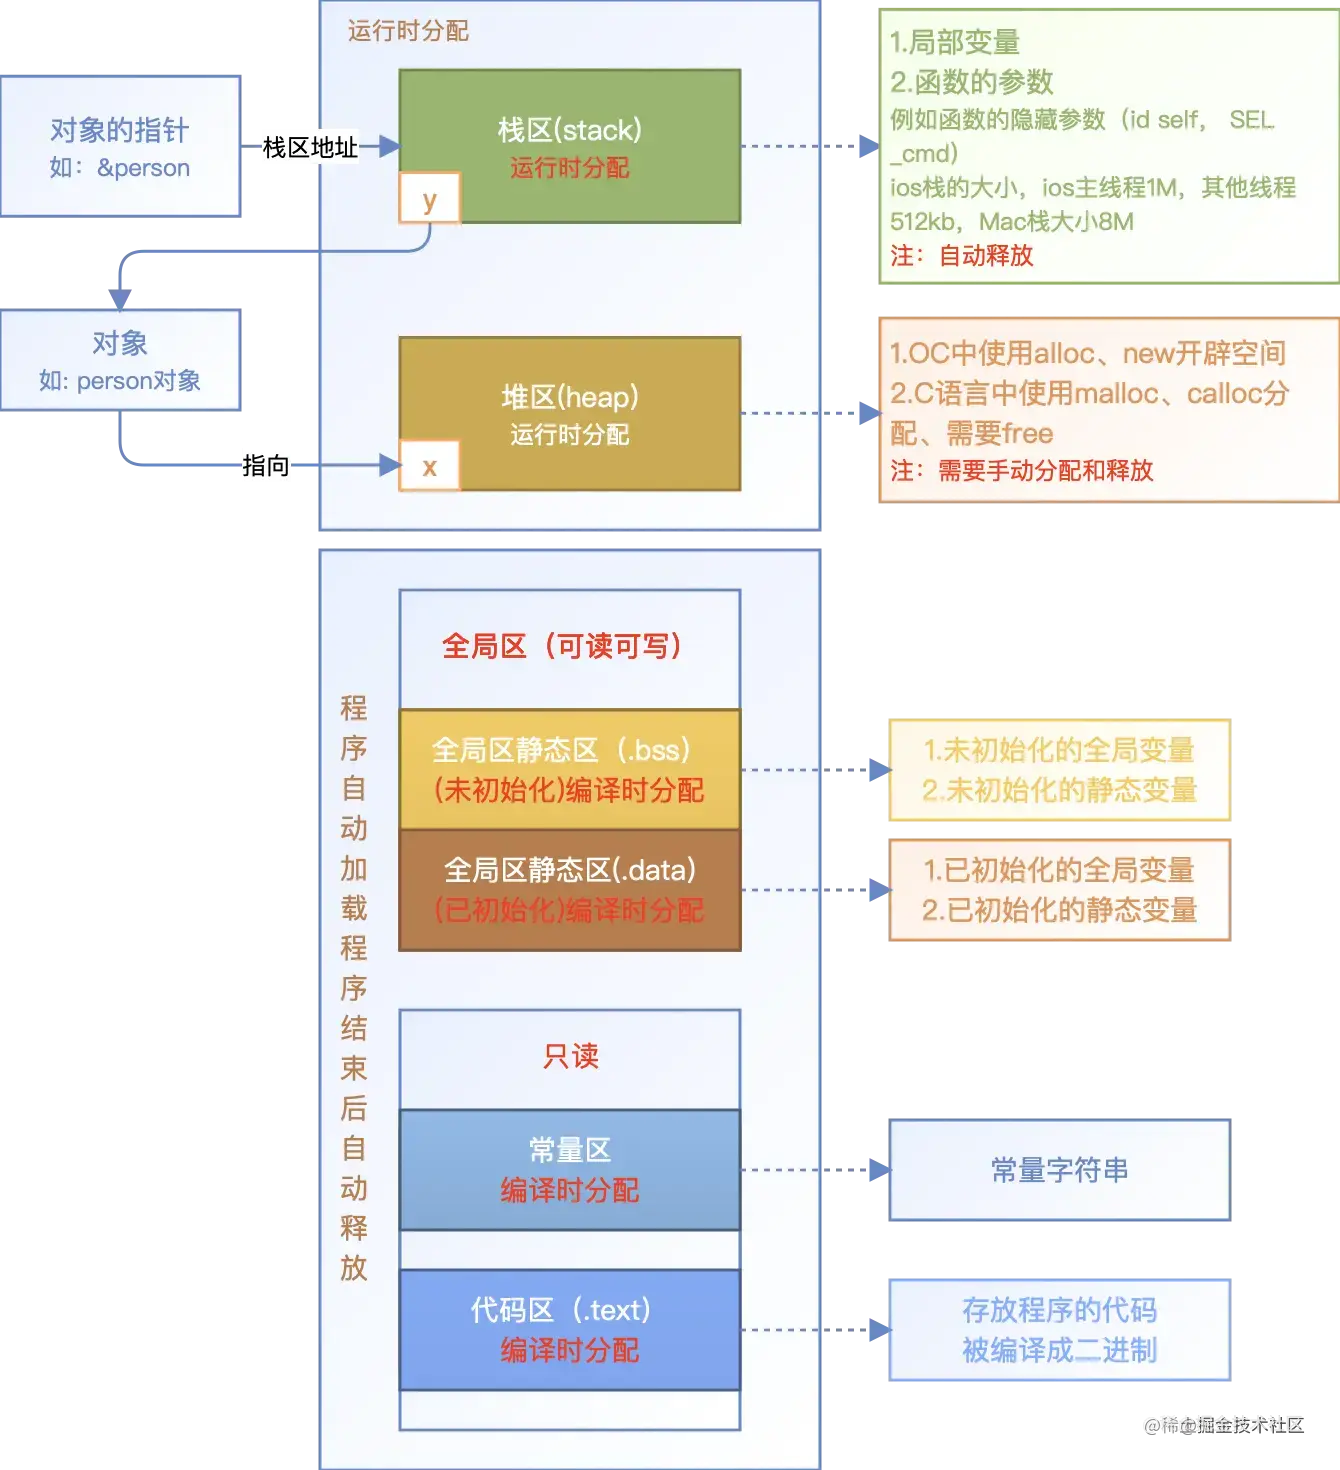 运行时分配
对象的指针
如：&person
栈区地址
栈区(stack)
运行时分配
y
1.局部变量
2.函数的参数
例如函数的隐藏参数（id self， SEL
_cmd）
ios栈的大小，ios主线程1M，其他线程
512kb，Mac栈大小8M
注：自动释放
对象
如: person对象
指向
堆区(heap)
运行时分配
x
1.OC中使用alloc、new开辟空间
2.C语言中使用malloc、calloc分
配、需要free
注：需要手动分配和释放
程序自动加载程序结束后自动释放
全局区（可读可写）
全局区静态区（.bss）
(未初始化)编译时分配
1.未初始化的全局变量
2.未初始化的静态变量
全局区静态区(.data)
(已初始化)编译时分配
1.已初始化的全局变量
2.已初始化的静态变量
只读
常量区
编译时分配
常量字符串
代码区（.text）
编译时分配
存放程序的代码
被编译成二进制
@稀土掘金技术社区